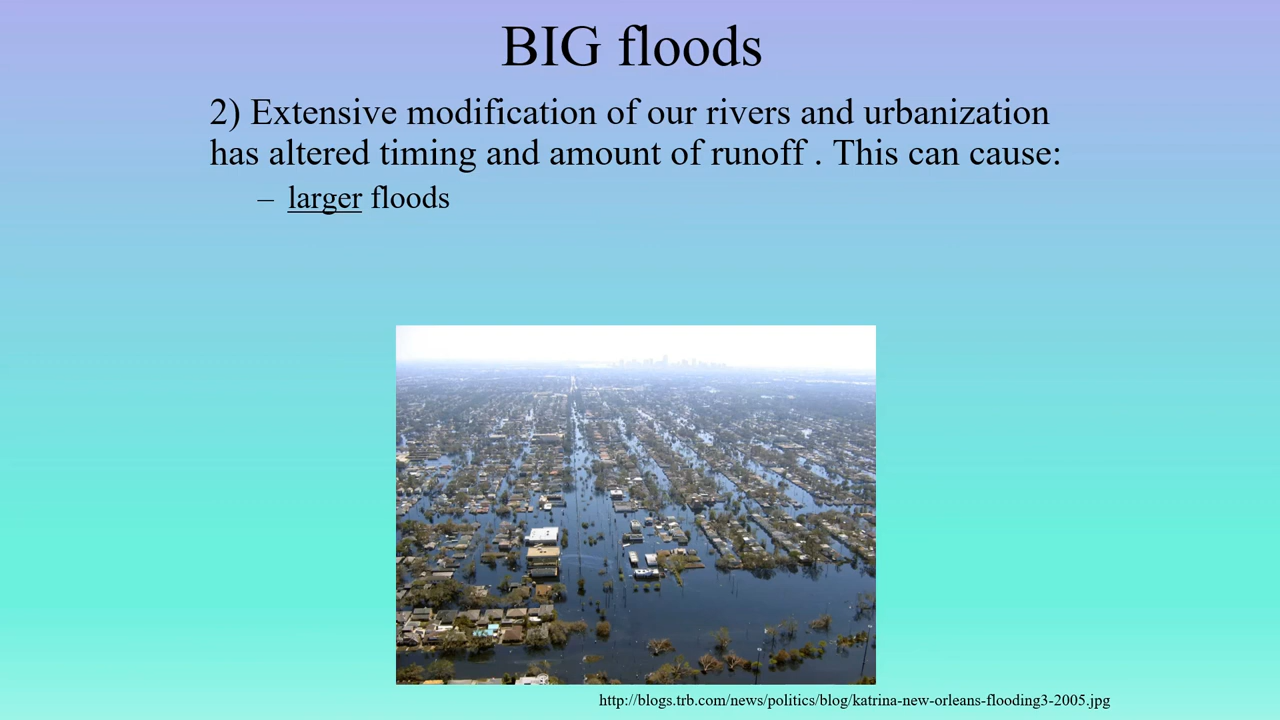 BIG floods
2) Extensive modification of our rivers and urbanization
has altered timing and amount of runoff . This can cause:
– larger floods
http://blogs.trb.com/news/politics/blog/katrina-new-orleans-flooding3-2005.jpg